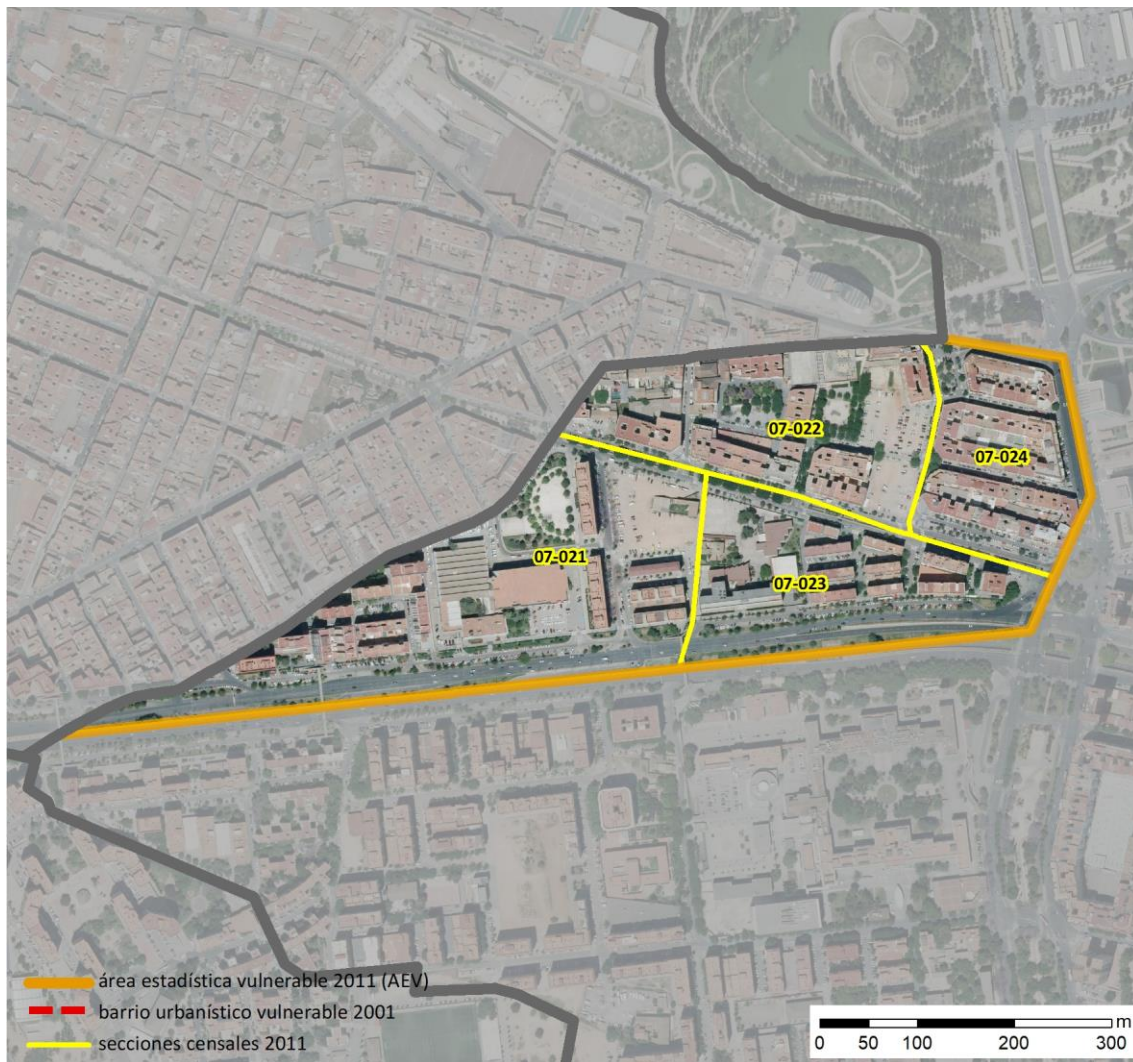 07-022
07-024
07-021
07-023
área estadística vulnerable 2011 (AEV)
barrio urbanístico vulnerable 2001
secciones censales 2011
m
0 50 100 200 300